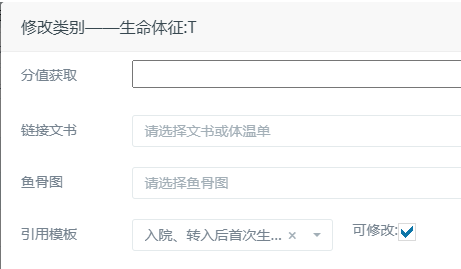 修改类别——生命体征:T
分值获取
链接文书 请选择文书或体温单
鱼骨图 请选择鱼骨图
引用模板 入院、转入后首次生... × 可修改: